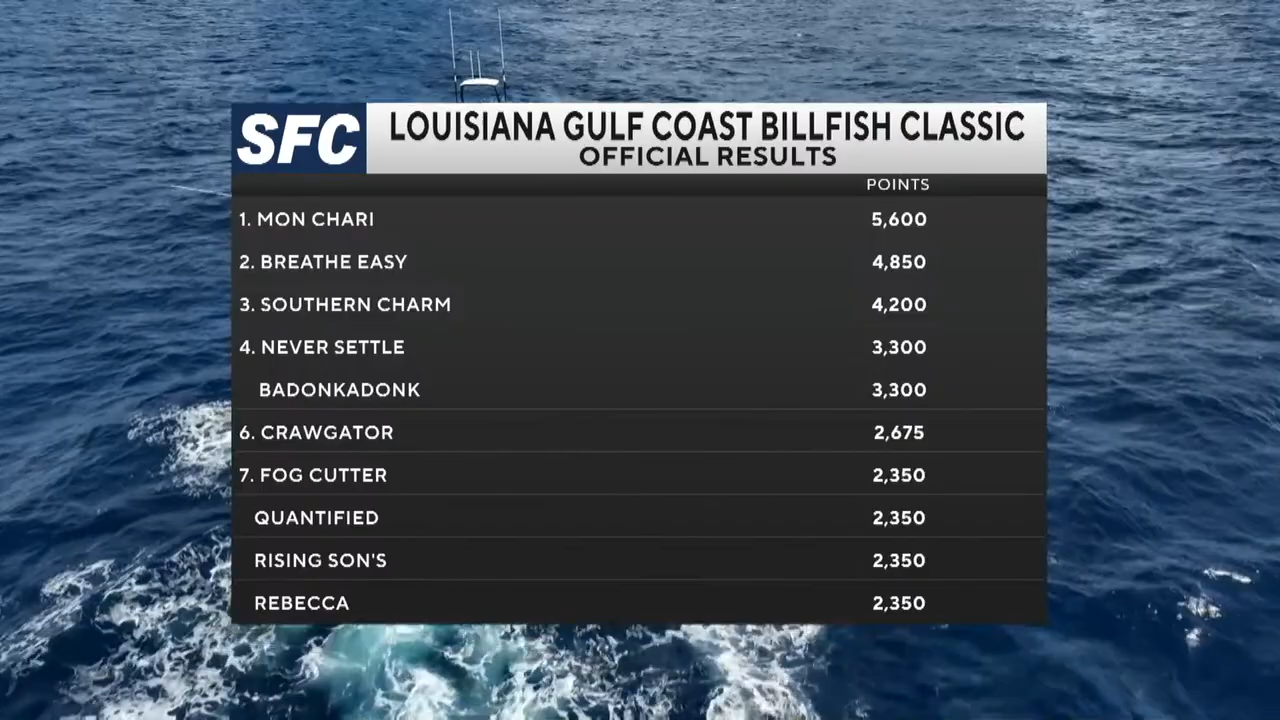 SFC
LOUISIANA GULF COAST BILLFISH CLASSIC
OFFICIAL RESULTS
POINTS
1. MON CHARI 5,600
2. BREATHE EASY 4,850
3. SOUTHERN CHARM 4,200
4. NEVER SETTLE 3,300
BADONKADONK 3,300
6. CRAWGATOR 2,675
7. FOG CUTTER 2,350
QUANTIFIED 2,350
RISING SON'S 2,350
REBECCA 2,350